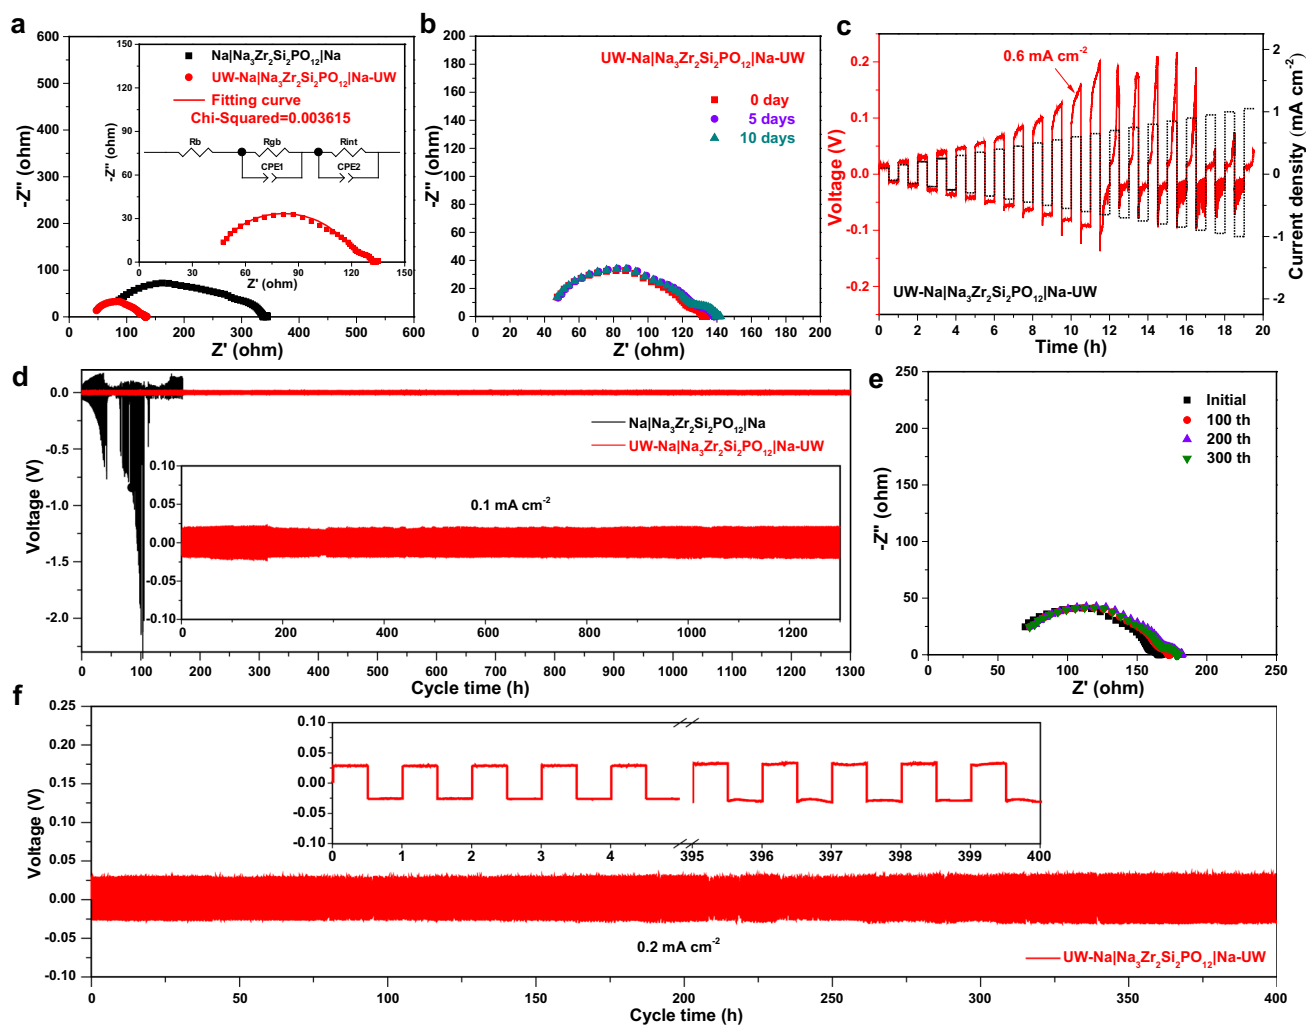 a
600
500
400
300
200
100
0
-Z'' (ohm)
0 100 200 300 400 500 600
Z' (ohm)
Na|Na₃Zr₂Si₂PO₁₂|Na
UW-Na|Na₃Zr₂Si₂PO₁₂|Na-UW
Fitting curve
Chi-Squared=0.003615
Rb Rgb Rint
CPE1 CPE2
150
120
90
60
30
0
-Z'' (ohm)
0 30 60 90 120 150
Z' (ohm)
b
200
180
160
140
120
100
80
60
40
20
0
-Z'' (ohm)
0 20 40 60 80 100 120 140 160 180 200
Z' (ohm)
UW-Na|Na₃Zr₂Si₂PO₁₂|Na-UW
0 day
5 days
10 days
c
0.2
0.1
0.0
-0.1
-0.2
Voltage (V)
0.6 mA cm⁻²
UW-Na|Na₃Zr₂Si₂PO₁₂|Na-UW
0 2 4 6 8 10 12 14 16 18 20
Time (h)
2
1
0
-1
-2
Current density (mA cm⁻²)
d
0.0
-0.5
-1.0
-1.5
-2.0
Voltage (V)
Na|Na₃Zr₂Si₂PO₁₂|Na
UW-Na|Na₃Zr₂Si₂PO₁₂|Na-UW
0.10
0.05
0.00
-0.05
-0.10
0.1 mA cm⁻²
0 200 400 600 800 1000 1200
0 100 200 300 400 500 600 700 800 900 1000 1100 1200 1300
Cycle time (h)
e
250
200
150
100
50
0
-Z'' (ohm)
Initial
100 th
200 th
300 th
0 50 100 150 200 250
Z' (ohm)
f
0.25
0.20
0.15
0.10
0.05
0.00
-0.05
-0.10
Voltage (V)
0.10
0.05
0.00
-0.05
-0.10
0 1 2 3 4 395 396 397 398 399 400
0.2 mA cm⁻²
UW-Na|Na₃Zr₂Si₂PO₁₂|Na-UW
0 50 100 150 200 250 300 350 400
Cycle time (h)